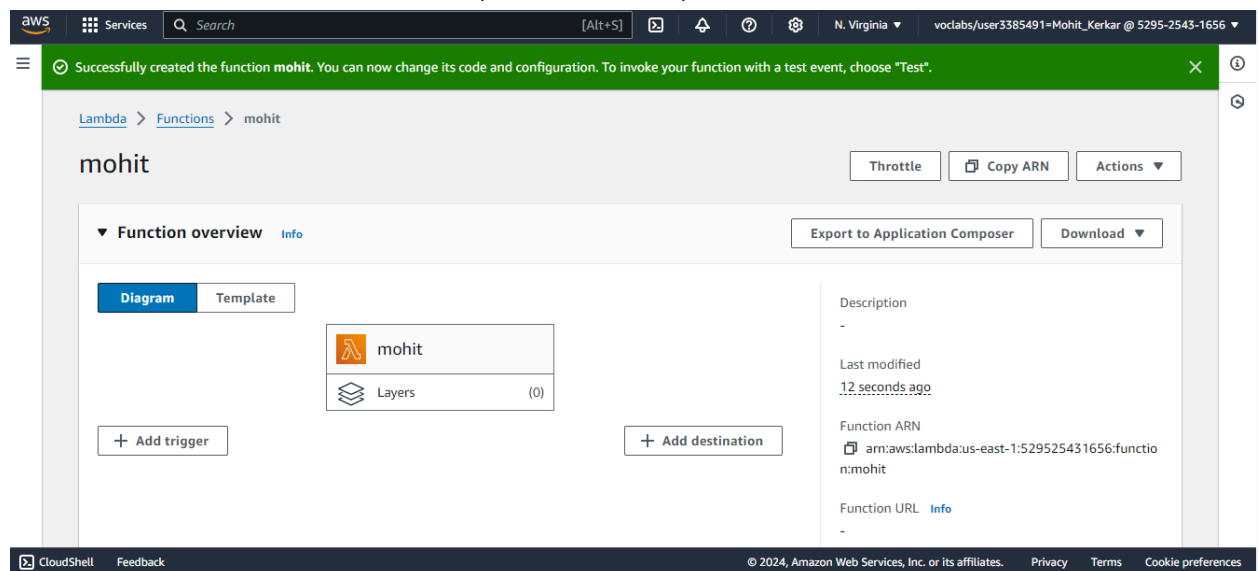 aws Services Search [Alt+S] N. Virginia ▼ voclabs/user3385491=Mohit_Kerkar @ 5295-2543-1656 ▼
Successfully created the function mohit. You can now change its code and configuration. To invoke your function with a test event, choose "Test".
Lambda > Functions > mohit
mohit
Throttle Copy ARN Actions ▼
▼ Function overview Info
Export to Application Composer Download ▼
Diagram Template
mohit
Layers (0)
+ Add trigger
+ Add destination
Description
-
Last modified
12 seconds ago
Function ARN
arn:aws:lambda:us-east-1:529525431656:functio
n:mohit
Function URL Info
-
CloudShell Feedback © 2024, Amazon Web Services, Inc. or its affiliates. Privacy Terms Cookie preferences